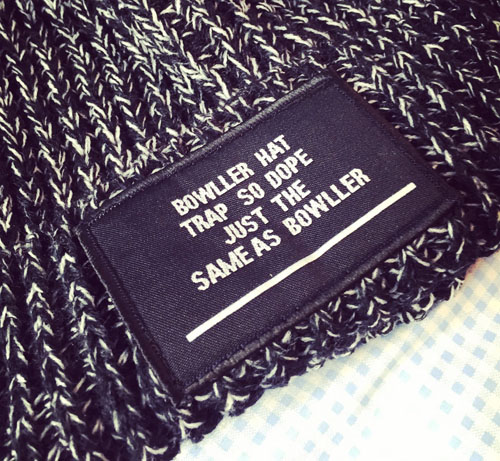 BOWLLER HAT
TRAP SO DOPE
JUST THE
SAME AS BOWLLER